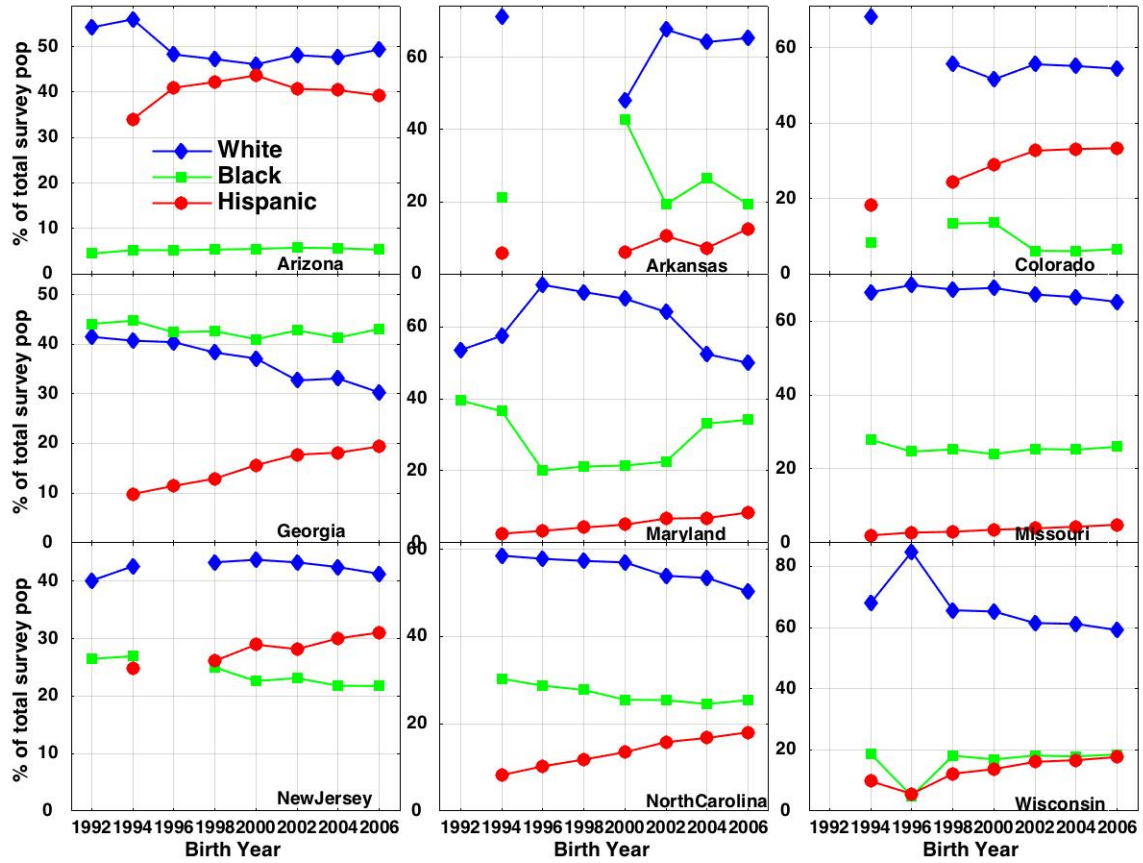 % of total survey pop
50
40
30
20
10
0
White
Black
Hispanic
Arizona
60
40
20
0
Arkansas
60
40
20
0
Colorado
% of total survey pop
50
40
30
20
10
0
Georgia
60
40
20
0
Maryland
60
40
20
0
Missouri
% of total survey pop
40
30
20
10
0
NewJersey
60
40
20
0
NorthCarolina
80
60
40
20
0
Wisconsin
1992 1994 1996 1998 2000 2002 2004 2006
Birth Year
1992 1994 1996 1998 2000 2002 2004 2006
Birth Year
1992 1994 1996 1998 2000 2002 2004 2006
Birth Year